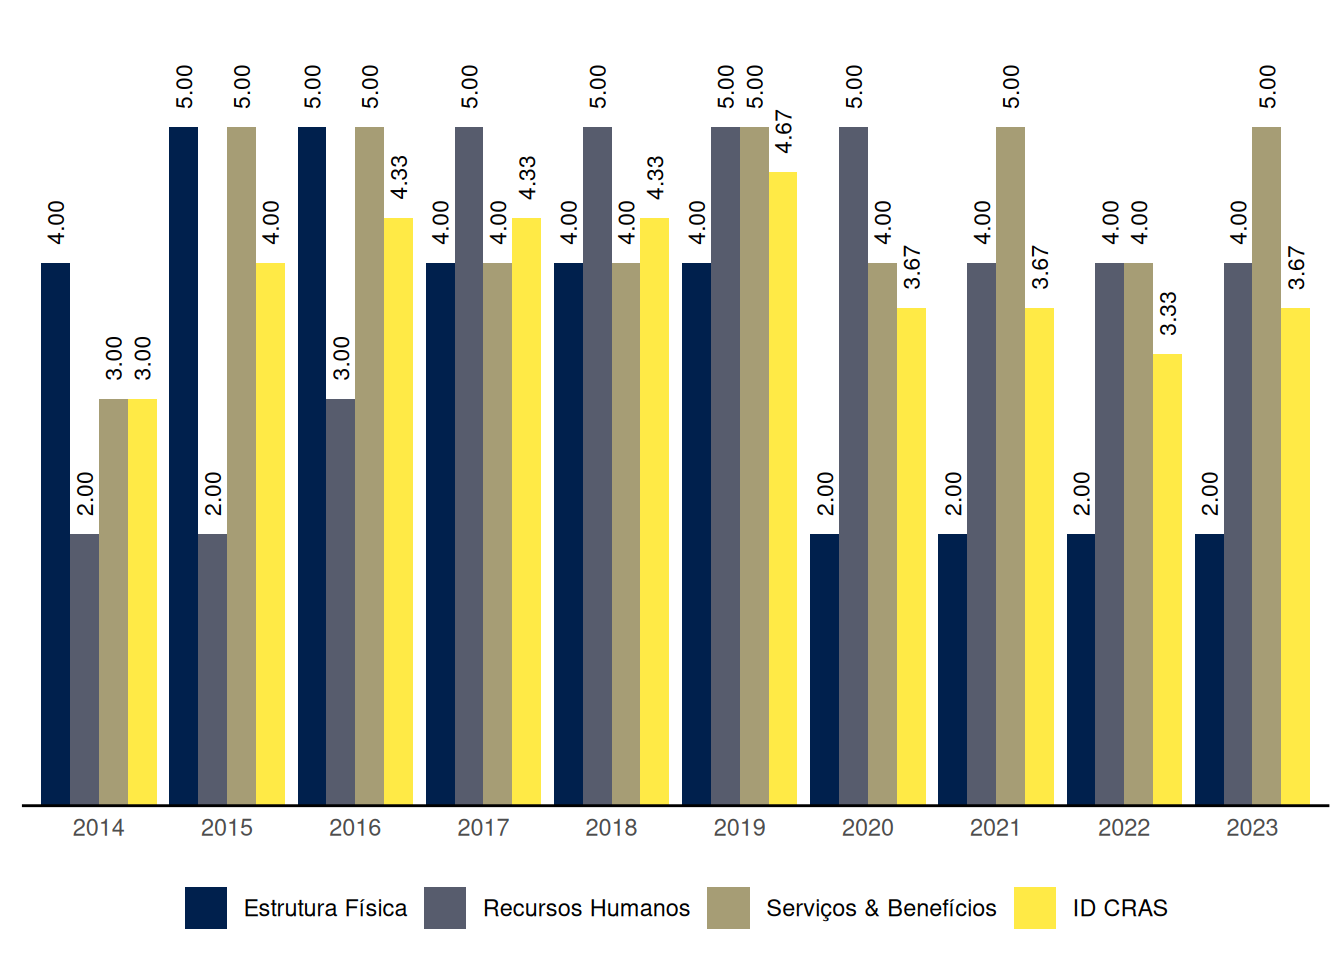 5.00 5.00 5.00 5.00 5.00 5.00 5.00 5.00 5.00 5.00 5.00
4.67
4.33 4.33 4.33
4.00 4.00 4.00 4.00 4.00 4.00 4.00 4.00 4.00 4.00 4.00 4.00
3.67 3.67 3.67
3.33
3.00 3.00 3.00
2.00 2.00 2.00 2.00 2.00 2.00
2014 2015 2016 2017 2018 2019 2020 2021 2022 2023
Estrutura Física Recursos Humanos Serviços & Benefícios ID CRAS